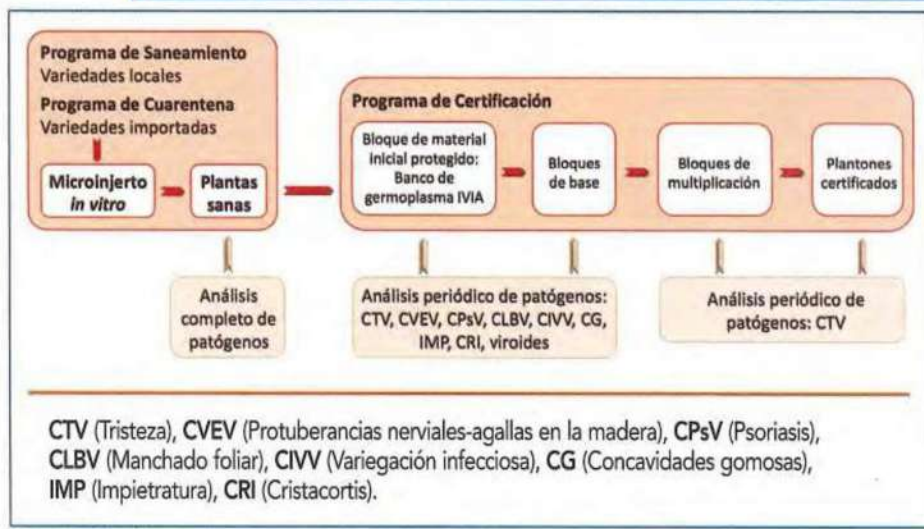 Programa de Saneamiento
Variedades locales
Programa de Cuarentena
Variedades importadas
Microinjerto
in vitro
Plantas
sanas
Programa de Certificación
Bloque de material
inicial protegido:
Banco de
germoplasma IVIA
Bloques
de base
Bloques de
multiplicación
Plantones
certificados
Análisis
completo de
patógenos
Análisis periódico de patógenos:
CTV, CVEV, CPsV, CLBV, CIVV, CG,
IMP, CRI, viroides
Análisis periódico de
patógenos: CTV
CTV (Tristeza), CVEV (Protuberancias nerviales-agallas en la madera), CPsV (Psoriasis),
CLBV (Manchado foliar), CIVV (Variegación infecciosa), CG (Concavidades gomosas),
IMP (Impietratura), CRI (Cristacortis).